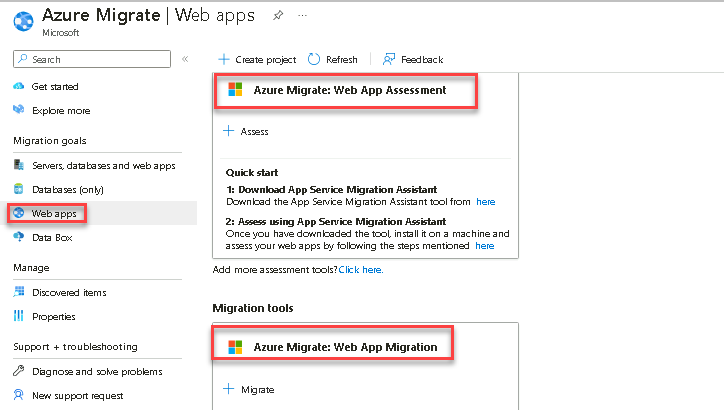 Azure Migrate | Web apps
Microsoft
Search
Get started
Explore more
Migration goals
Servers, databases and web apps
Databases (only)
Web apps
Data Box
Manage
Discovered items
Properties
Support + troubleshooting
Diagnose and solve problems
New support request
Create project
Refresh
Feedback
Azure Migrate: Web App Assessment
Assess
Quick start
1: Download App Service Migration Assistant
Download the App Service Migration Assistant tool from here
2: Assess using App Service Migration Assistant
Once you have downloaded the tool, install it on a machine and
assess your web apps by following the steps mentioned here
Add more assessment tools? Click here.
Migration tools
Azure Migrate: Web App Migration
Migrate